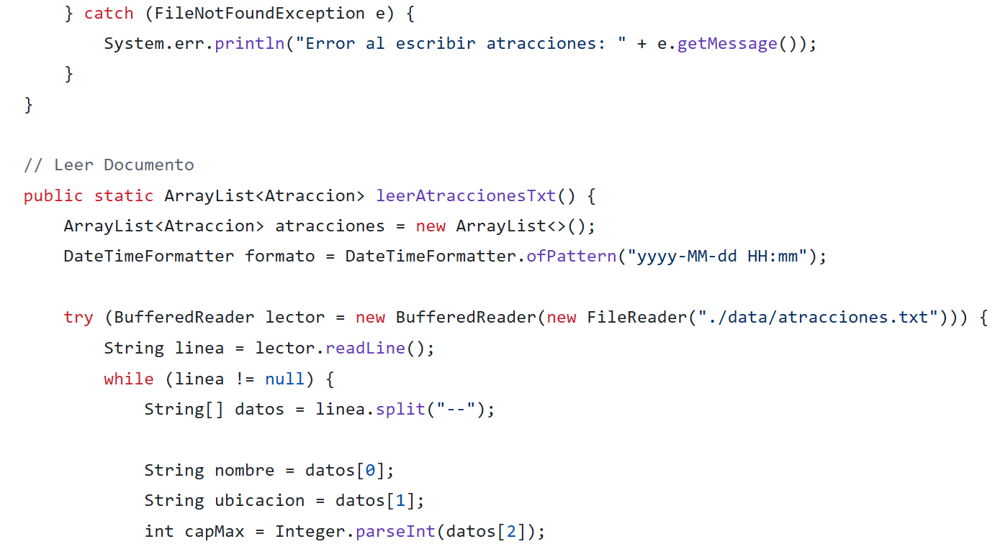 } catch (FileNotFoundException e) {
System.err.println("Error al escribir atracciones: " + e.getMessage());
}
}
// Leer Documento
public static ArrayList<Atraccion> leerAtraccionesTxt() {
ArrayList<Atraccion> atracciones = new ArrayList<>();
DateTimeFormatter formato = DateTimeFormatter.ofPattern("yyyy-MM-dd HH:mm");
try (BufferedReader lector = new BufferedReader(new FileReader("./data/atracciones.txt"))) {
String linea = lector.readLine();
while (linea != null) {
String[] datos = linea.split("--");
String nombre = datos[0];
String ubicacion = datos[1];
int capMax = Integer.parseInt(datos[2]);